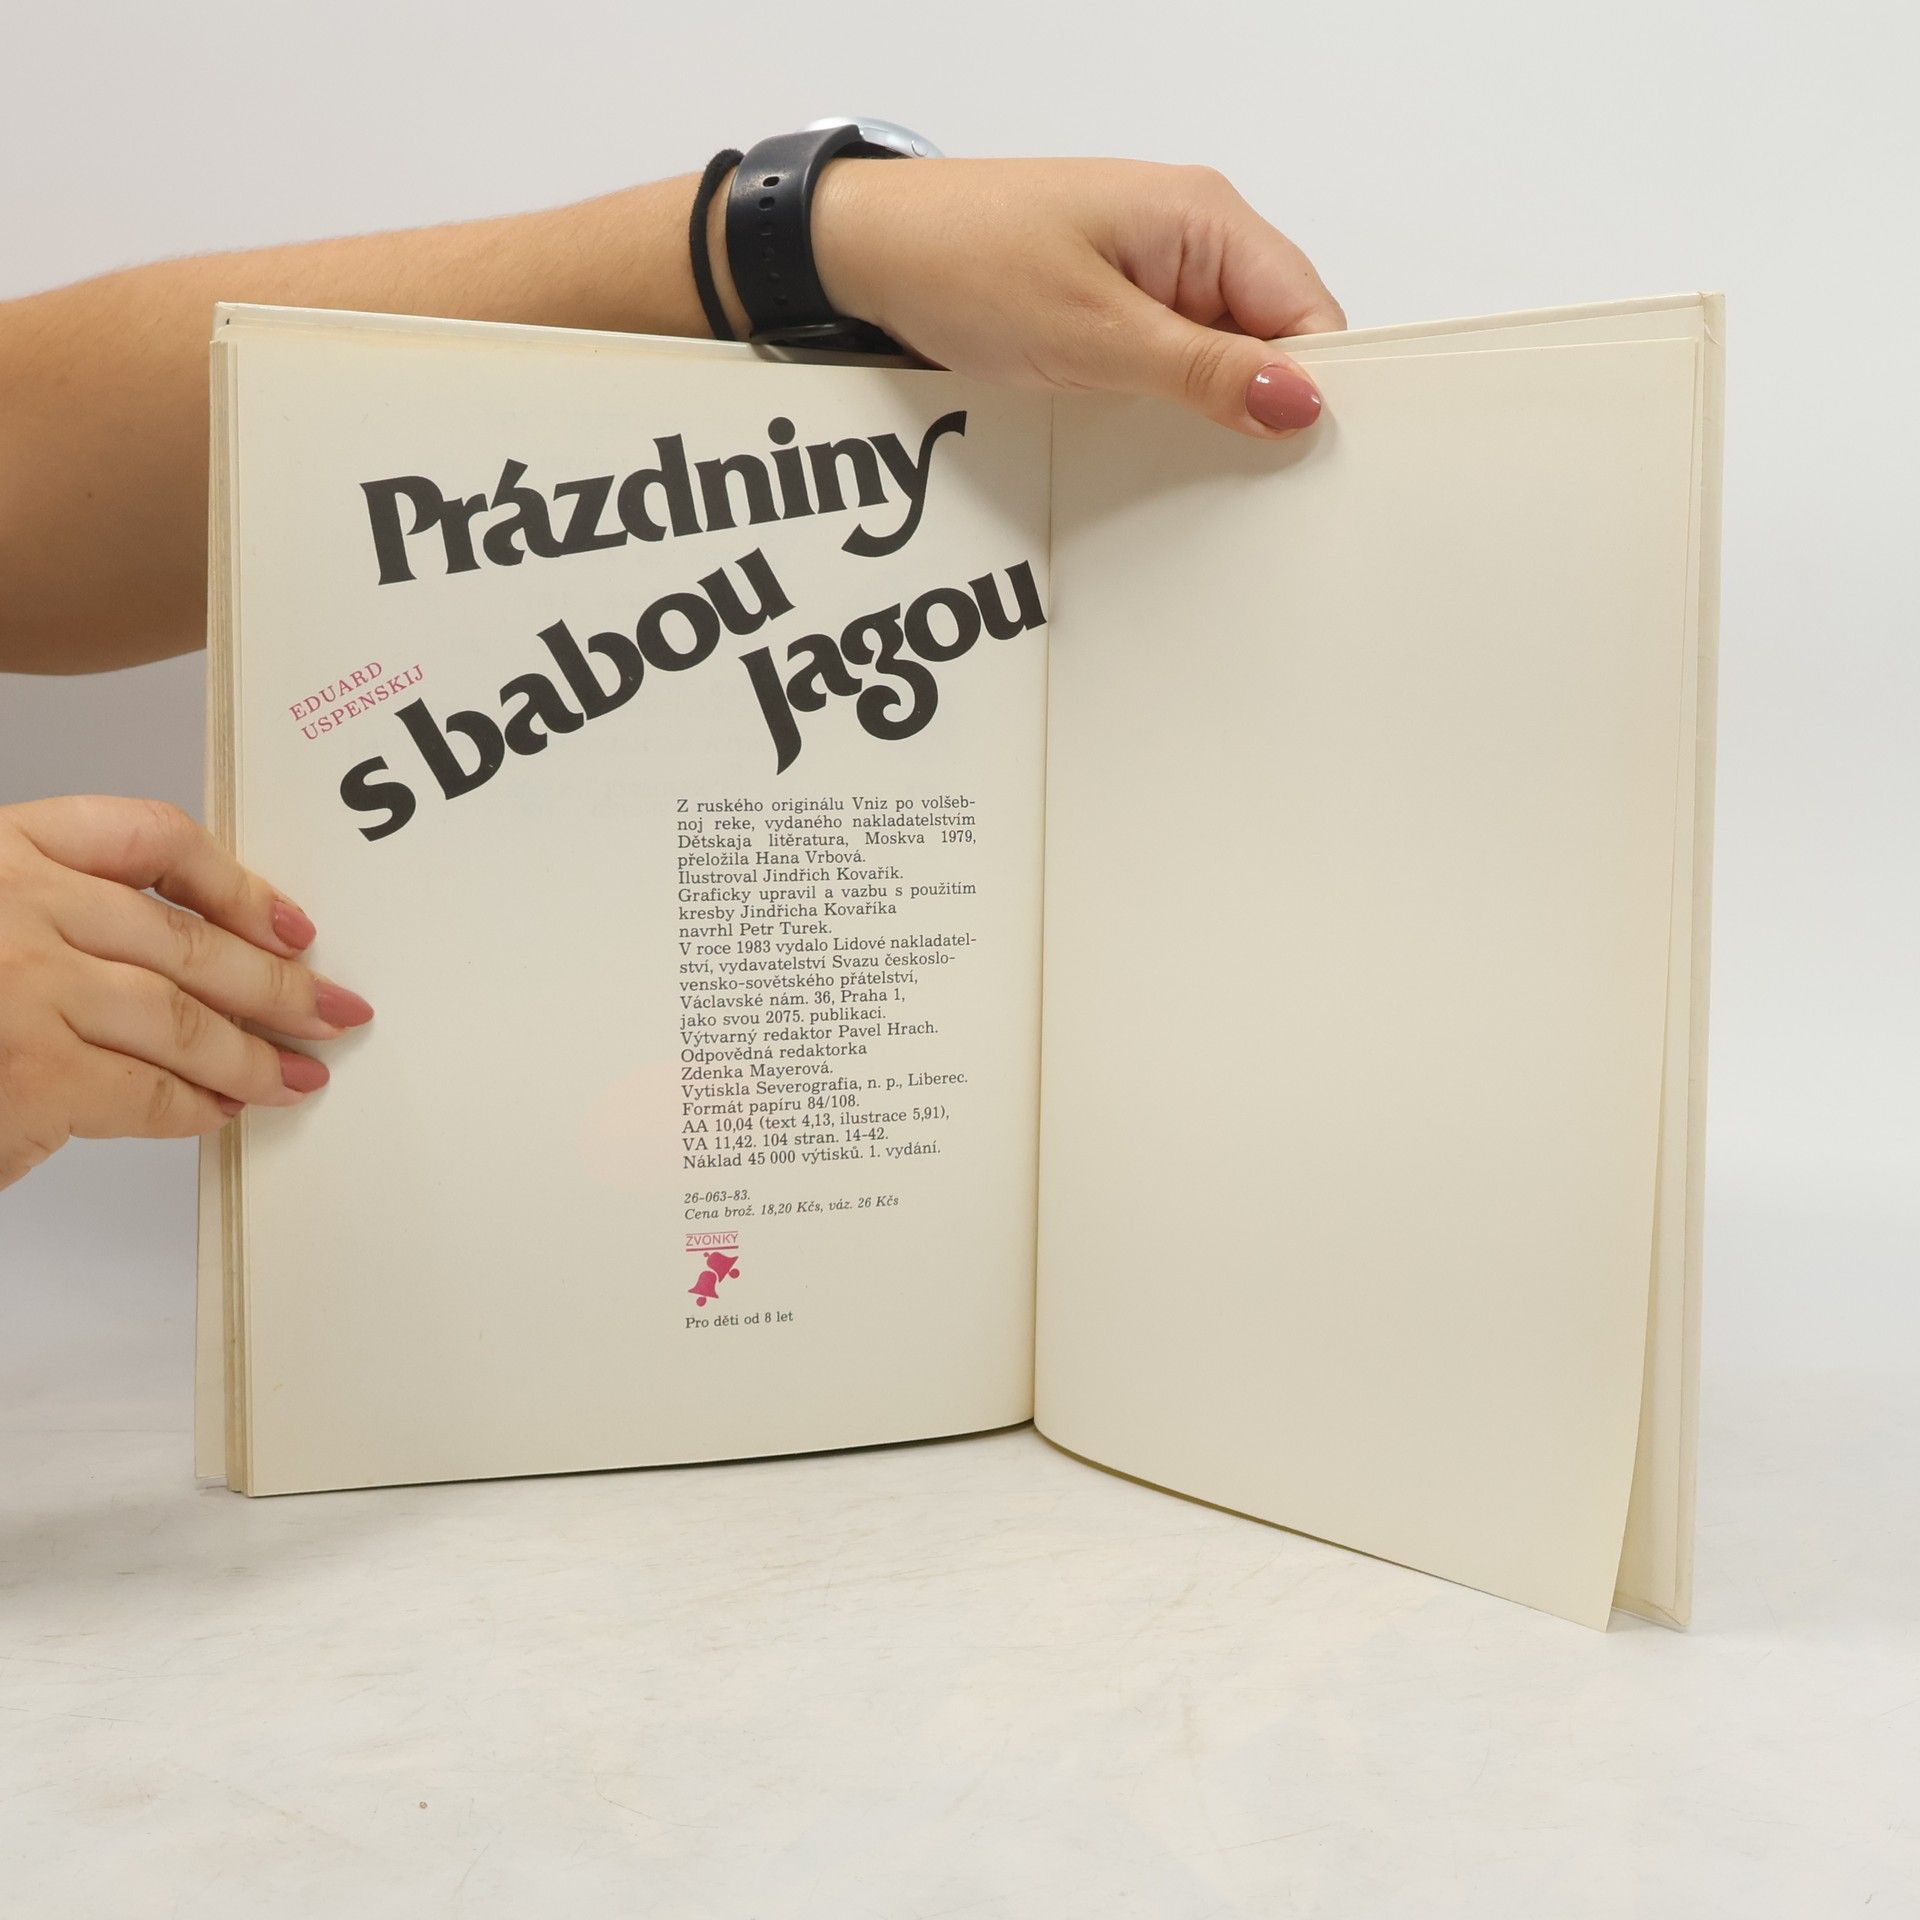 Prázdniny
s babou
Jagou
EDUARD
USPENSKIJ
Z ruského originálu Vniz po volšeb-
noj reke, vydaného nakladatelstvím
Dětskaja litěratura, Moskva 1979,
přeložila Hana Vrbová.
Ilustroval Jindřich Kovařík.
Graficky upravil a vazbu s použitím
kresby Jindřicha Kovaříka
navrhl Petr Turek.
V roce 1983 vydalo Lidové nakladatel-
ství, vydavatelství Svazu českoslo-
vensko-sovětského přátelství,
Václavské nám. 36, Praha 1,
jako svou 2075. publikaci.
Výtvarný redaktor Pavel Hrach.
Odpovědná redaktorka
Zdenka Mayerová.
Vytiskla Severografia, n. p., Liberec.
Formát papíru 84/108.
AA 10,04 (text 4,13, ilustrace 5,91),
VA 11,42. 104 stran. 14-42.
Náklad 45 000 výtisků. 1. vydání.
26-063-83.
Cena brož. 18,20 Kčs, váz. 26 Kčs
ZVONKY
Pro děti od 8 let